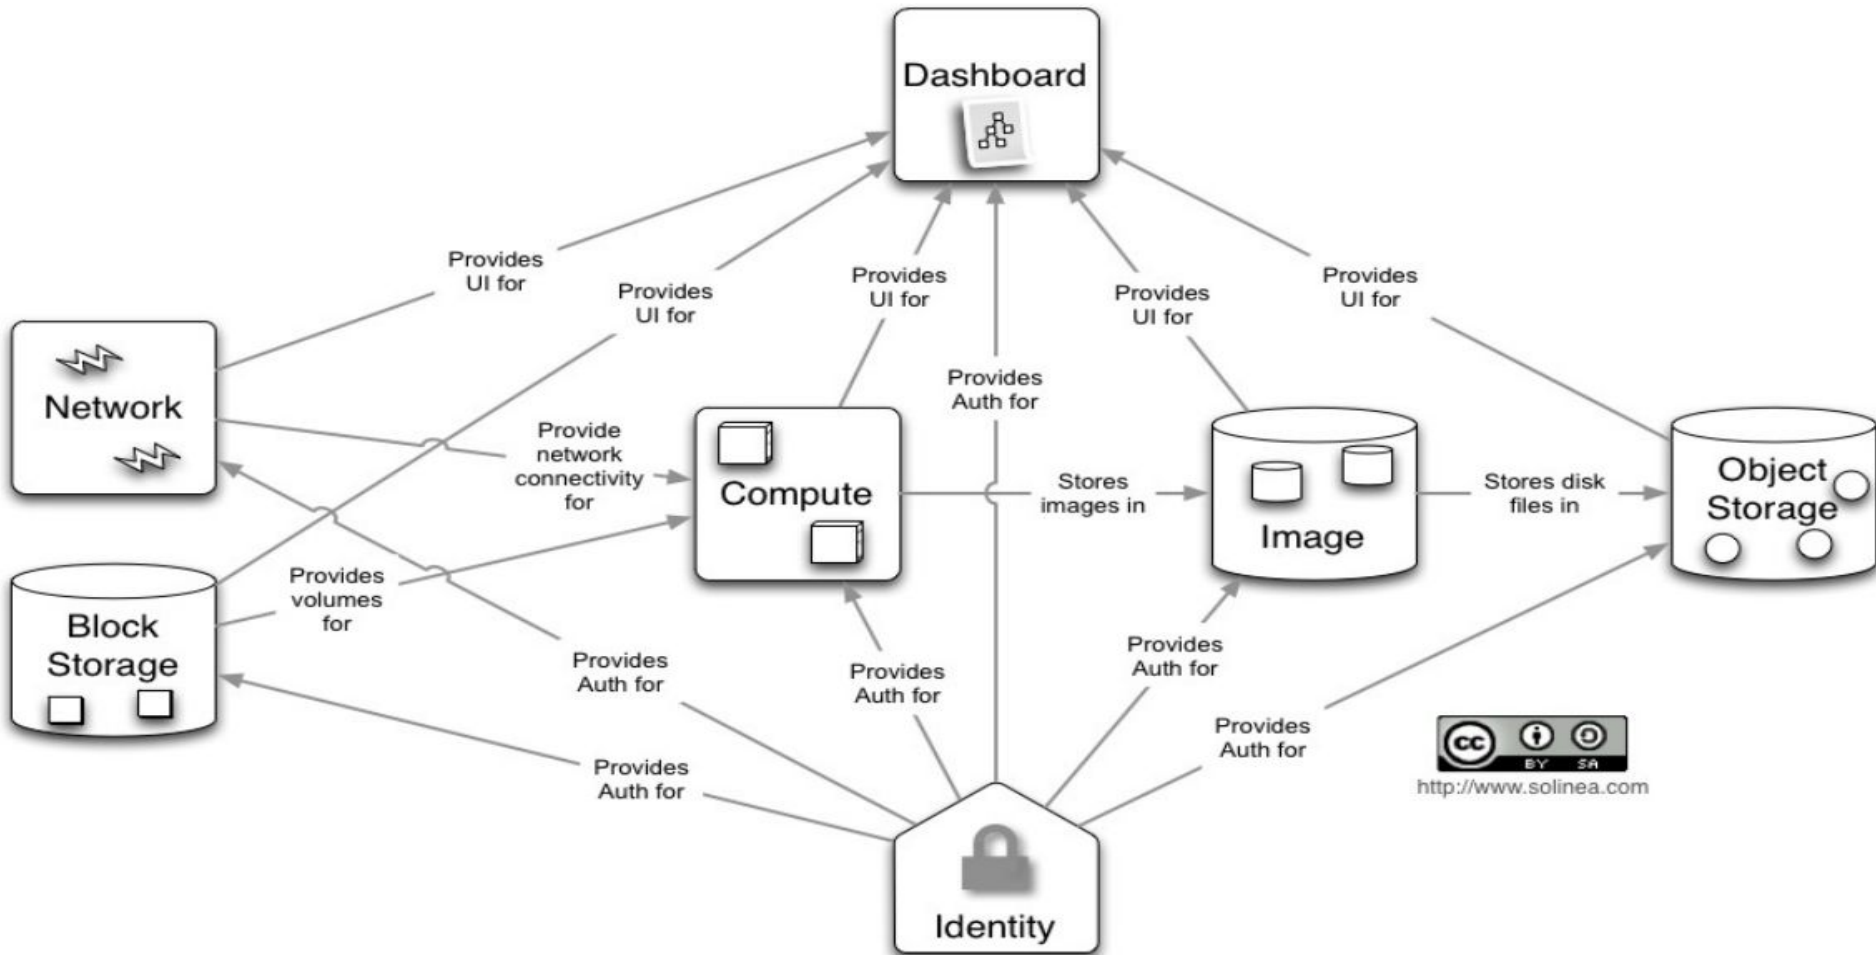 Dashboard
Provides
UI for
Provides
UI for
Provides
UI for
Provides
UI for
Provides
UI for
Network
Provides
Auth for
Provide
network
connectivity
for
Compute
Stores
images in
Image
Stores disk
files in
Object
Storage
Provides
volumes
for
Block
Storage
Provides
Auth for
Provides
Auth for
Provides
Auth for
Provides
Auth for
Provides
Auth for
cc
BY SA
http://www.solinea.com
Identity